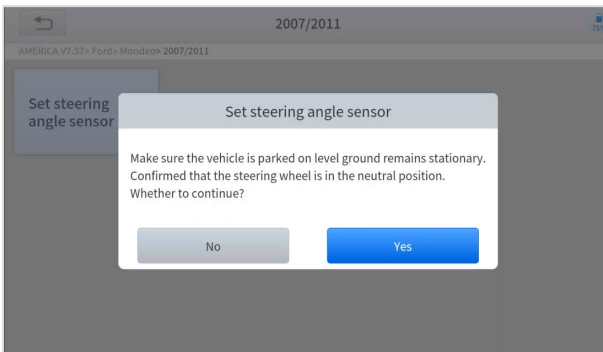 2007/2011
75%
AMERICA V7.57> Ford> Mondeo> 2007/2011
Set steering
angle sensor
Set steering angle sensor
Make sure the vehicle is parked on level ground remains stationary.
Confirmed that the steering wheel is in the neutral position.
Whether to continue?
No
Yes